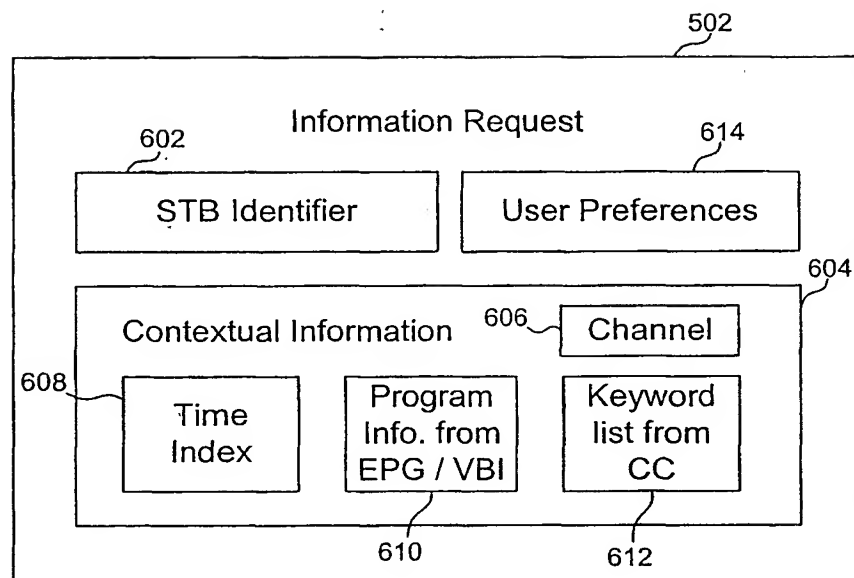 502
Information Request
602
614
STB Identifier
User Preferences
604
Contextual Information
606
Channel
608
Time
Index
Program
Info. from
EPG / VBI
Keyword
list from
CC
610
612